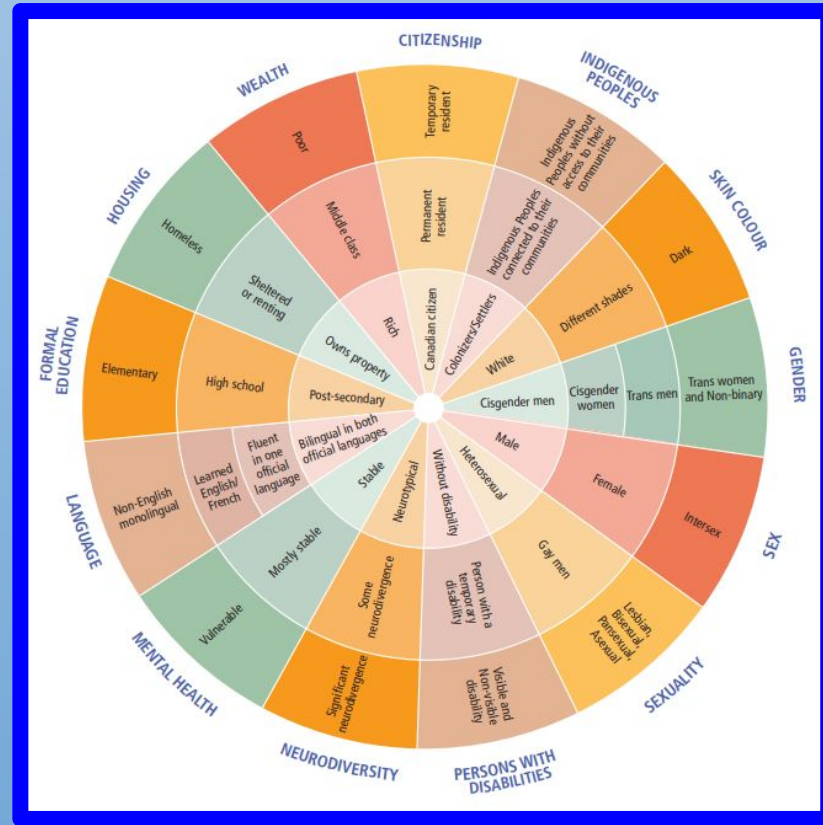 CITIZENSHIP
Temporary
resident
Permanent
resident
Canadian citizen
INDIGENOUS
PEOPLES
Indigenous
Peoples without
access to their
communities
Indigenous Peoples
connected to their
communities
Colonizers/Settlers
SKIN COLOUR
Dark
Different shades
White
GENDER
Trans women
and Non-binary
Trans men
Cisgender
women
Cisgender men
SEX
Intersex
Female
Male
SEXUALITY
Lesbian,
Bisexual,
Pansexual,
Asexual
Gay men
Heterosexual
PERSONS WITH
DISABILITIES
Visible and
Non-visible
disability
Person with a
temporary
disability
Without disability
NEURODIVERSITY
Significant
neurodivergence
Some
neurodivergence
Neurotypical
MENTAL HEALTH
Vulnerable
Mostly stable
Stable
LANGUAGE
Non-English
monolingual
Learned
English/
French
Fluent
in one
official
language
Bilingual in both
official languages
FORMAL
EDUCATION
Elementary
High school
Post-secondary
HOUSING
Homeless
Sheltered
or renting
Owns property
WEALTH
Poor
Middle class
Rich